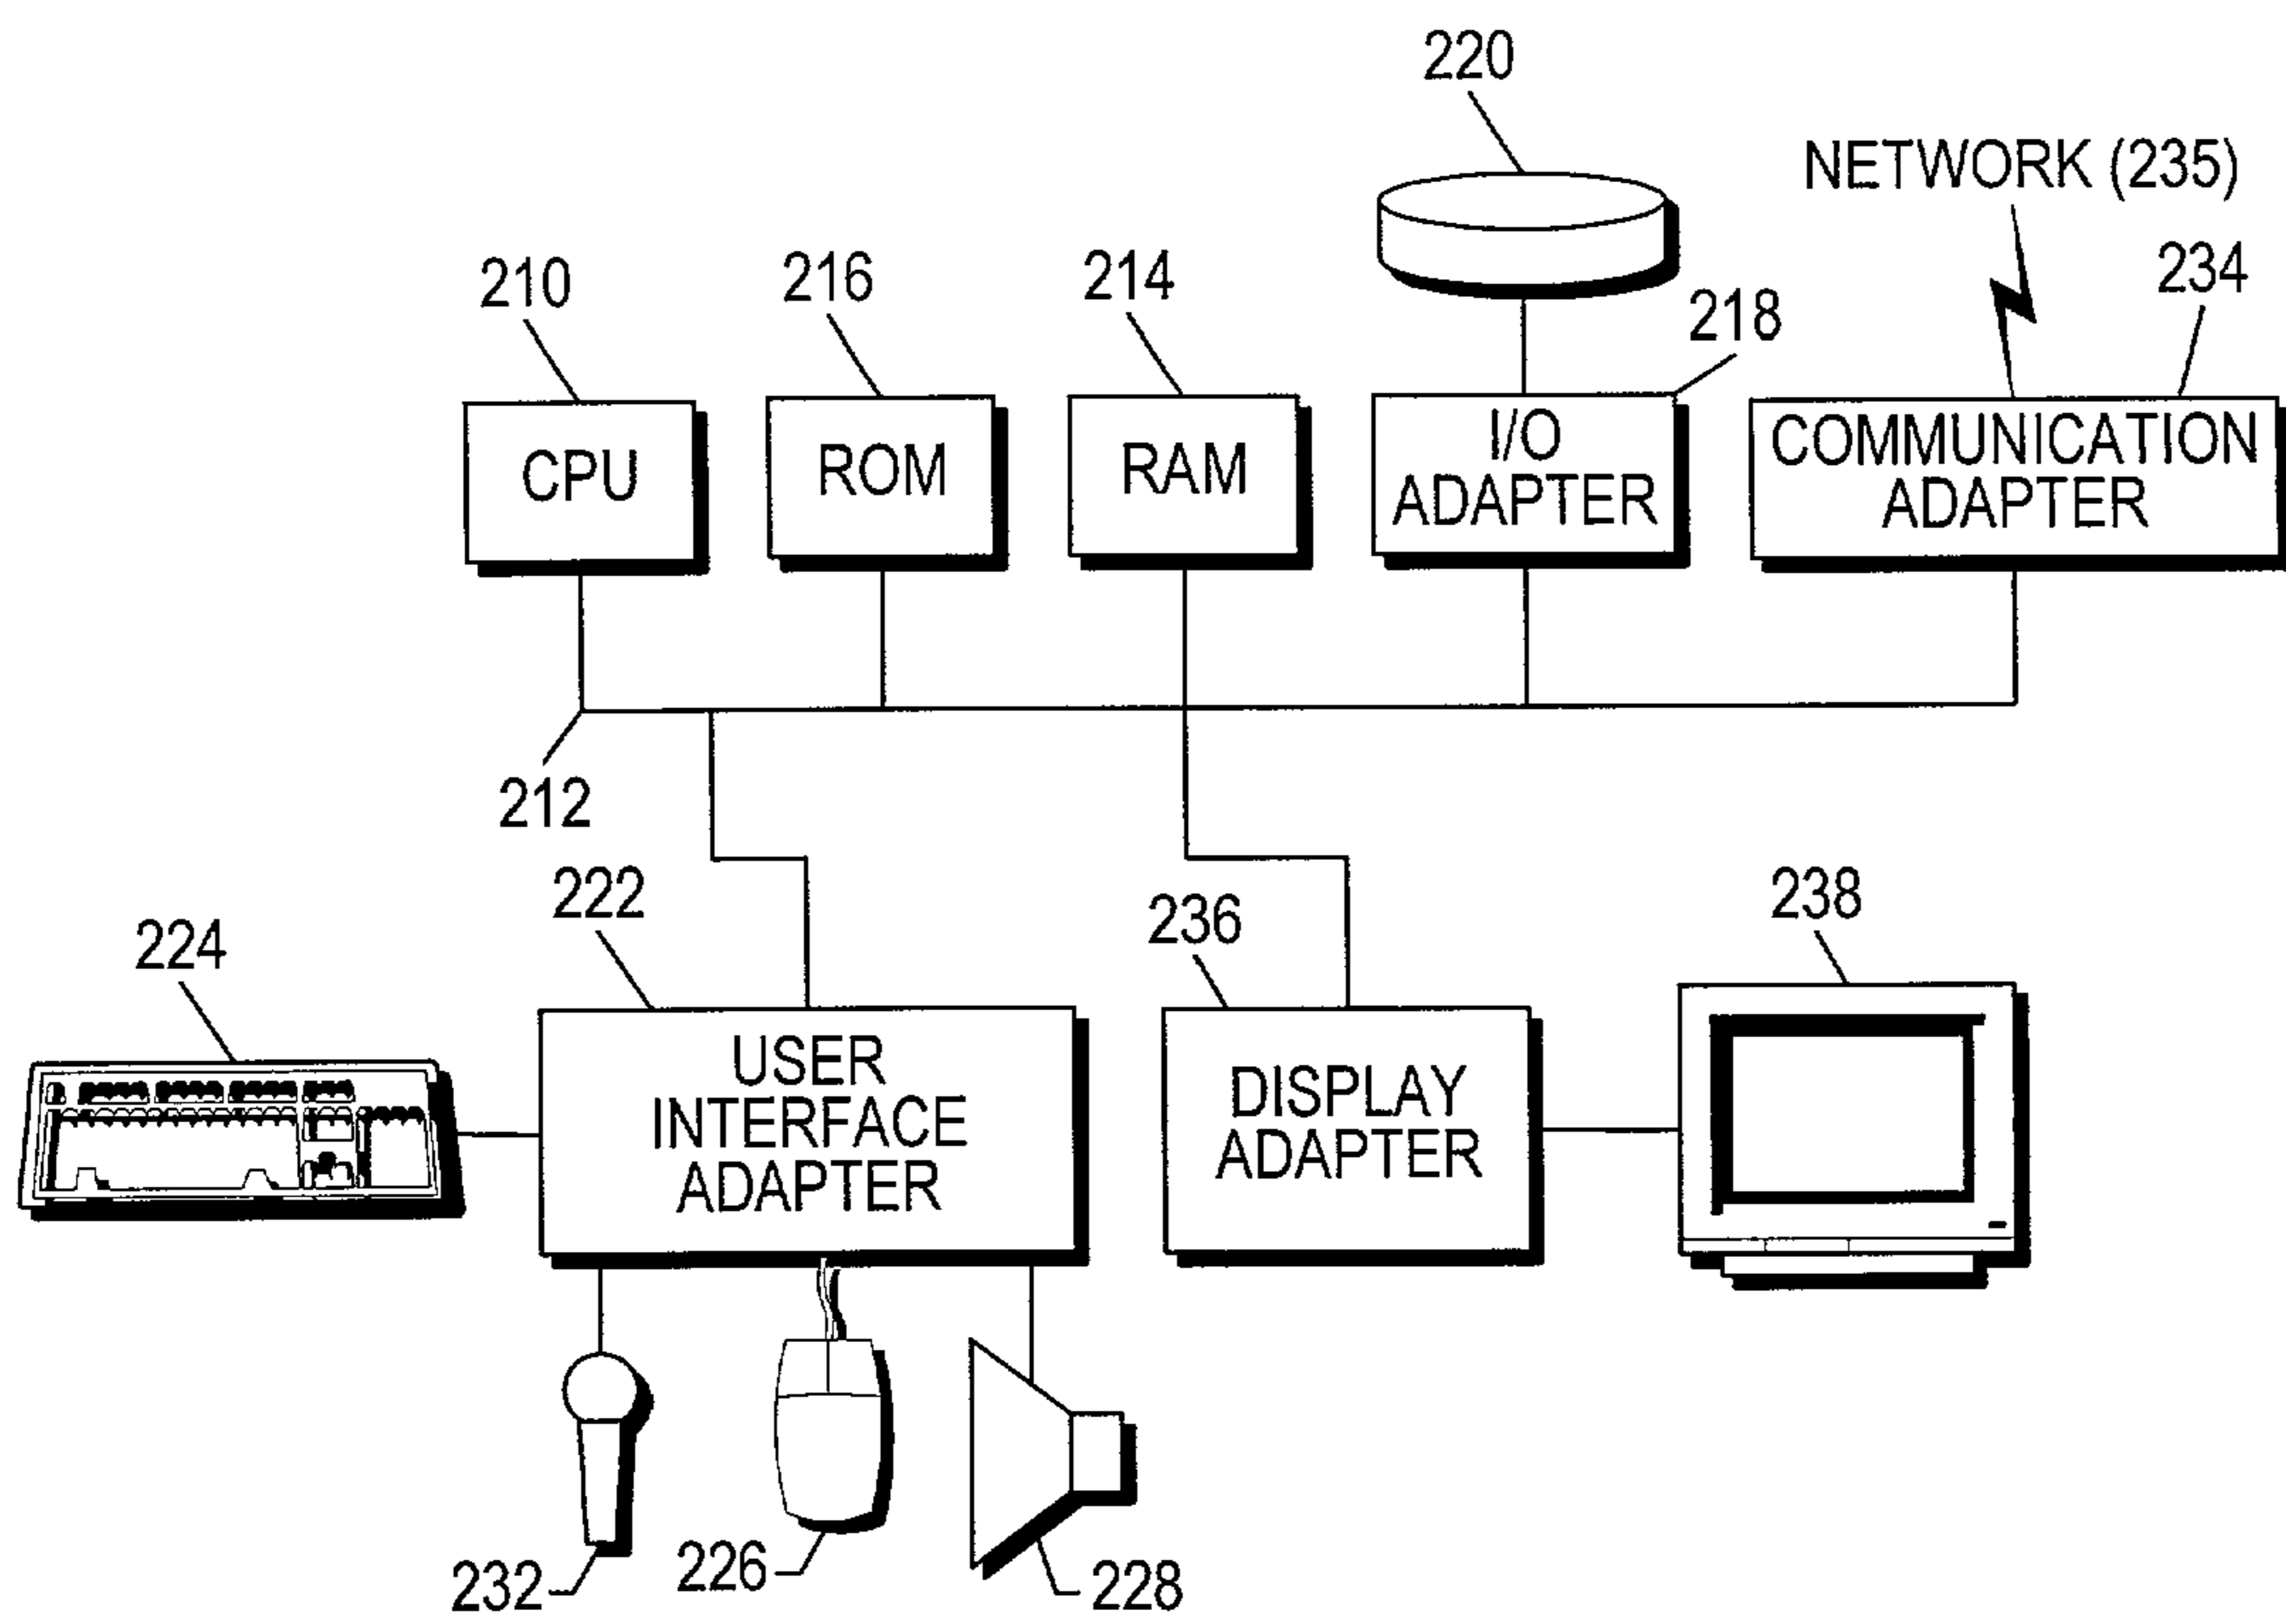 220
NETWORK (235)
210
216
214
218
234
CPU
ROM
RAM
I/O
ADAPTER
COMMUNICATION
ADAPTER
212
222
236
238
224
USER
INTERFACE
ADAPTER
DISPLAY
ADAPTER
232
226
228